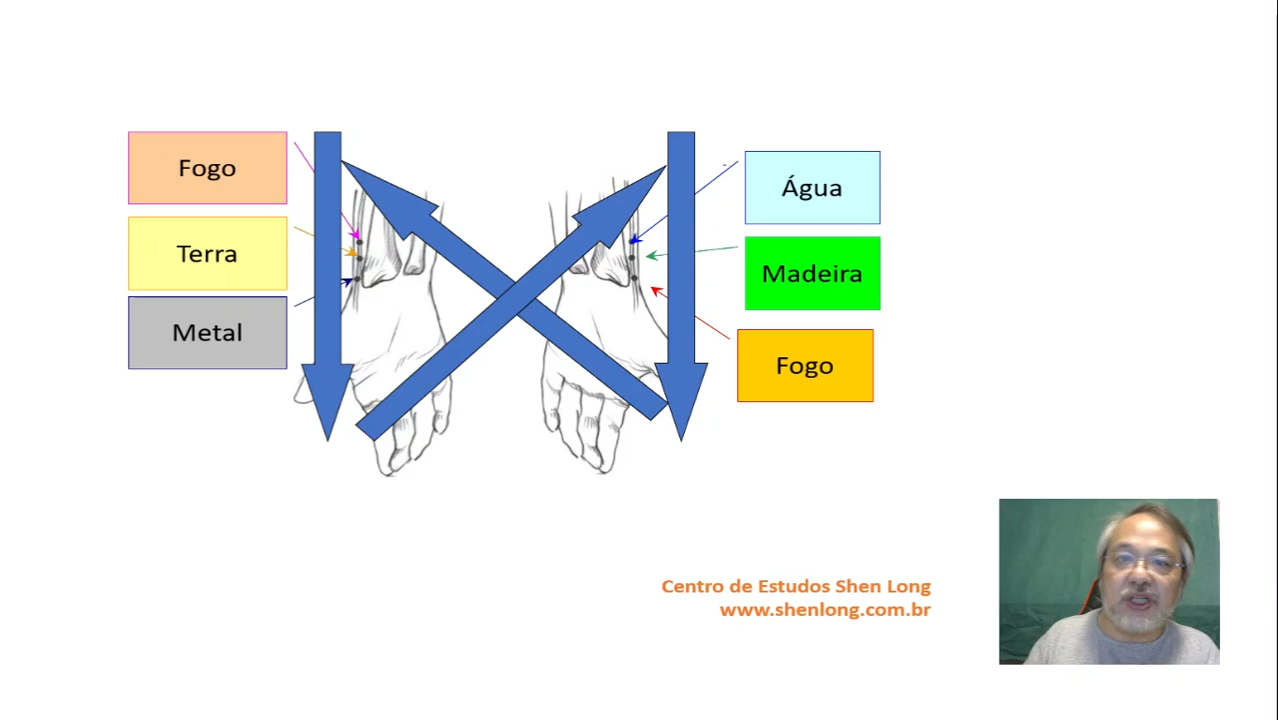 Fogo
Terra
Metal
Água
Madeira
Fogo
Centro de Estudos Shen Long
www.shenlong.com.br